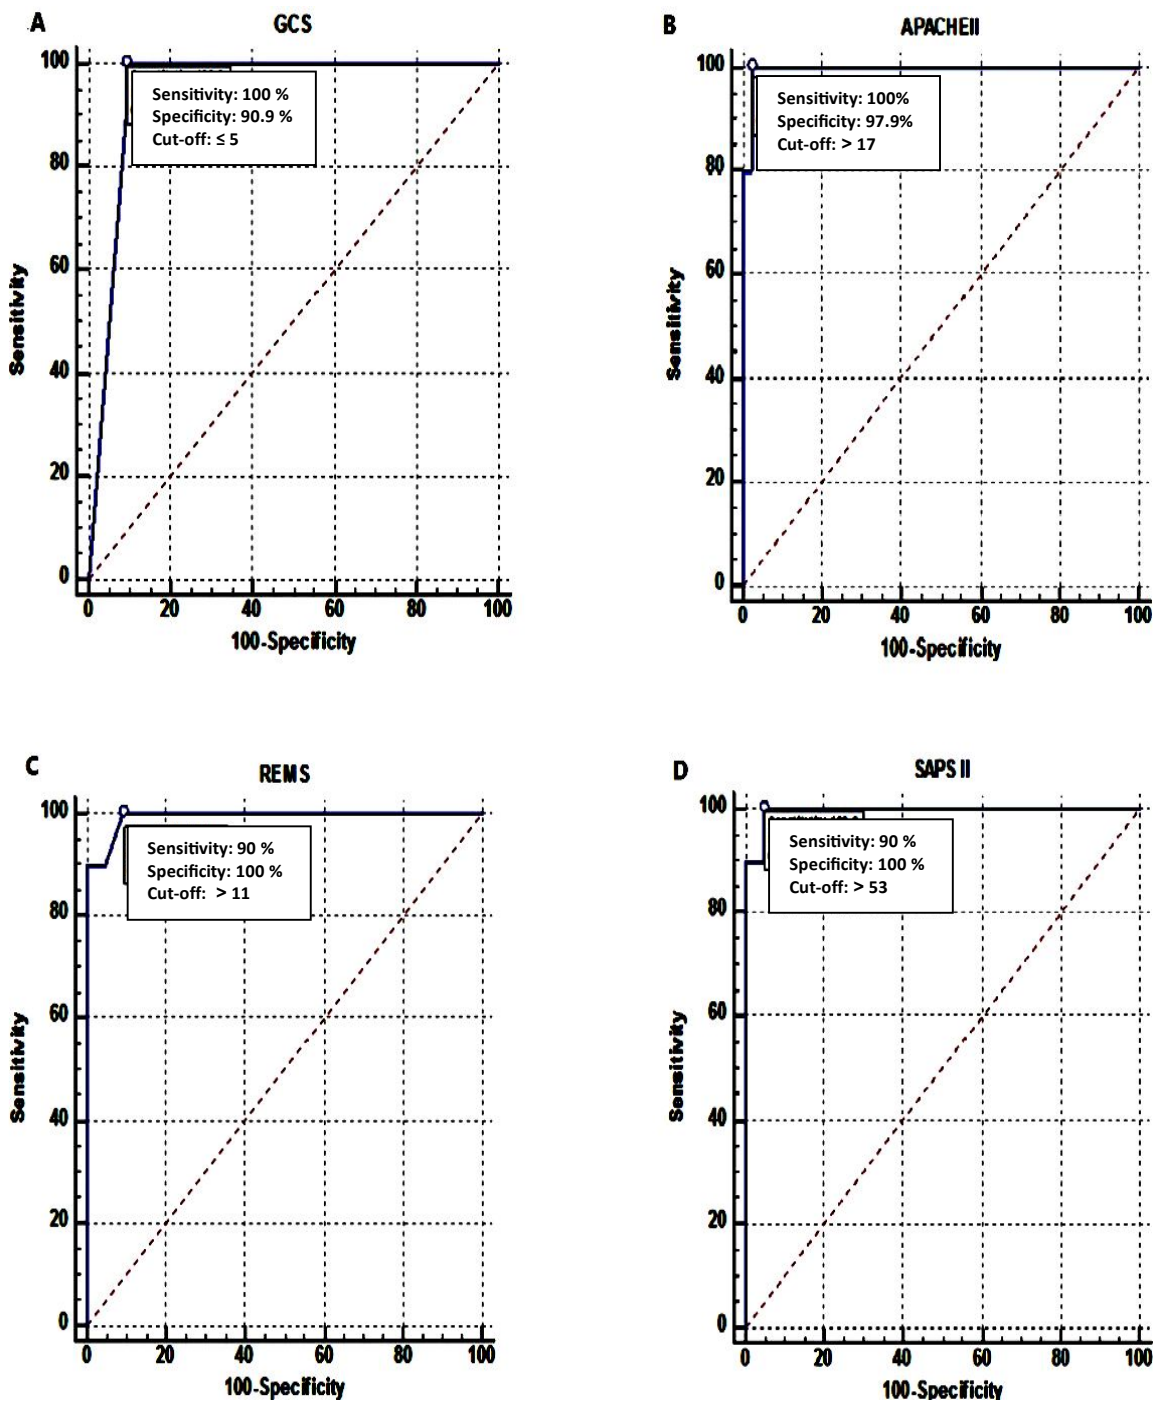 A
GCS
100
80
60
40
20
0
Sensitivity: 100 %
Specificity: 90.9 %
Cut-off: ≤ 5
Sensitivity
0 20 40 60 80 100
100-Specificity
B
APACHEII
100
80
60
40
20
0
Sensitivity: 100%
Specificity: 97.9%
Cut-off: > 17
Sensitivity
0 20 40 60 80 100
100-Specificity
C
REMS
100
80
60
40
20
0
Sensitivity: 90 %
Specificity: 100 %
Cut-off: > 11
Sensitivity
0 20 40 60 80 100
100-Specificity
D
SAPS II
100
80
60
40
20
0
Sensitivity: 90 %
Specificity: 100 %
Cut-off: > 53
Sensitivity
0 20 40 60 80 100
100-Specificity